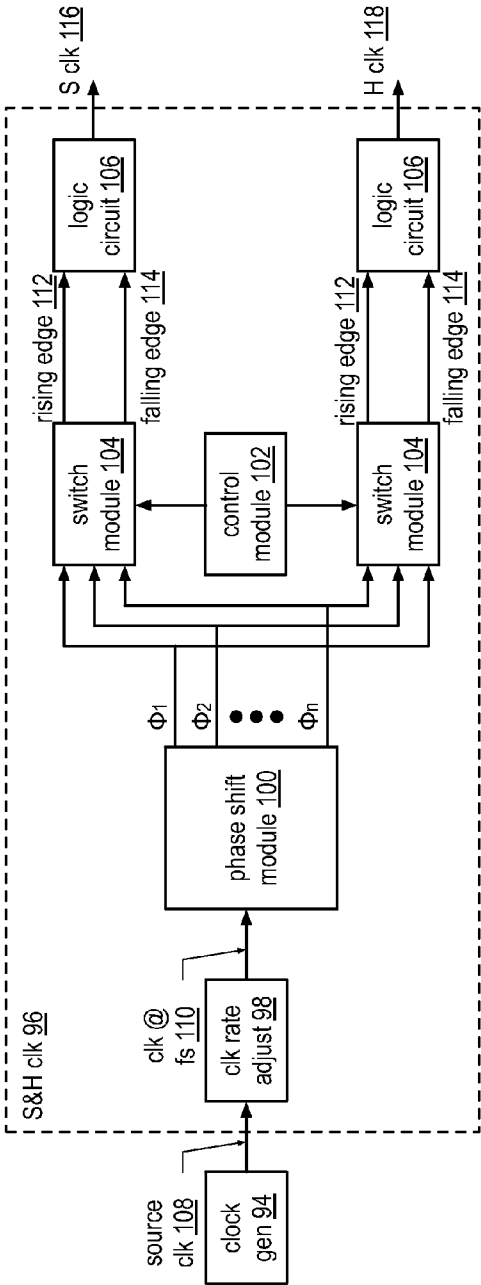 S&H clk 96
source
clk 108
clock
gen 94
clk @
fs 110
clk rate
adjust 98
phase shift
module 100
Φ1
Φ2
Φn
switch
module 104
control
module 102
switch
module 104
rising edge 112
falling edge 114
logic
circuit 106
S clk 116
rising edge 112
falling edge 114
logic
circuit 106
H clk 118